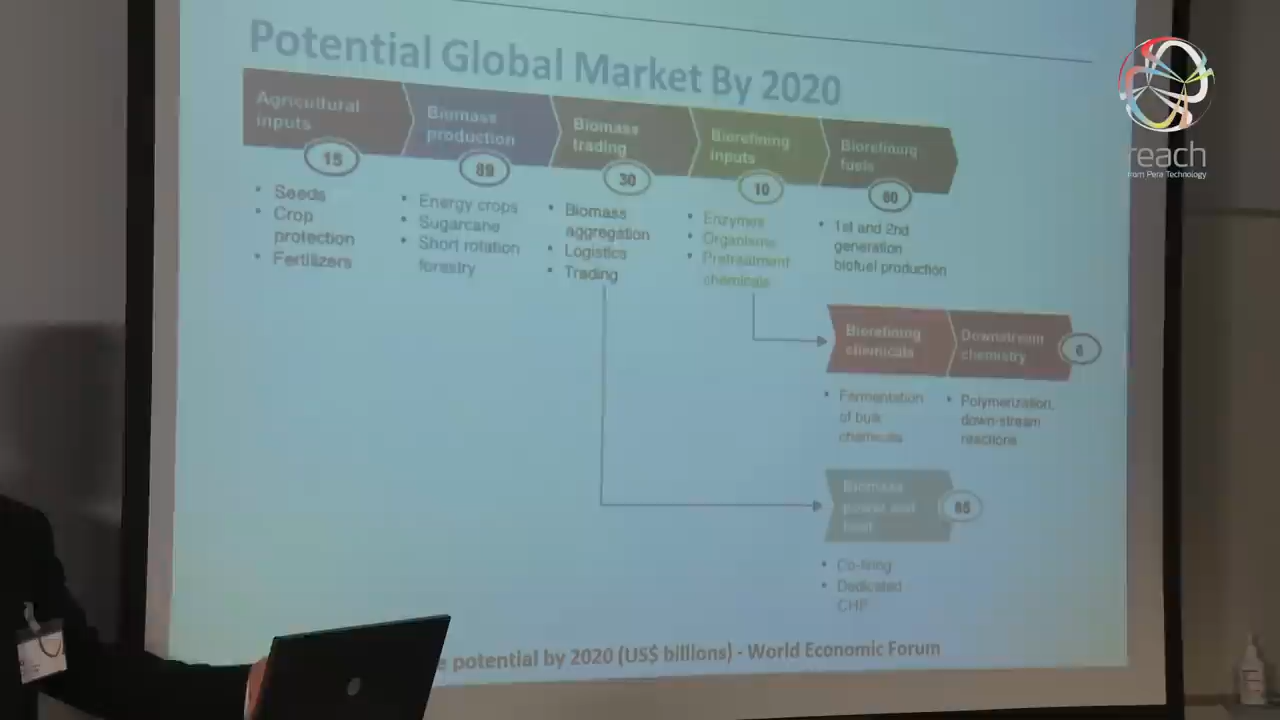 Potential Global Market By 2020
Agricultural
inputs
15
• Seeds
• Crop
protection
• Fertilizers
Biomass
production
89
• Energy crops
• Sugarcane
• Short rotation
forestry
Biomass
trading
30
• Biomass
aggregation
• Logistics
• Trading
Biorefining
inputs
10
• Enzymes
• Organisms
• Pretreatment
chemicals
Biorefining
fuels
80
• 1st and 2nd
generation
biofuel production
Biorefining
chemicals
• Fermentation
of bulk
chemicals
Downstream
chemistry
6
• Polymerization,
down-stream
reactions
Biomass
power and
heat
65
• Co-firing
• Dedicated
CHP
potential by 2020 (US$ billions) - World Economic Forum
reach
from Pera Technology